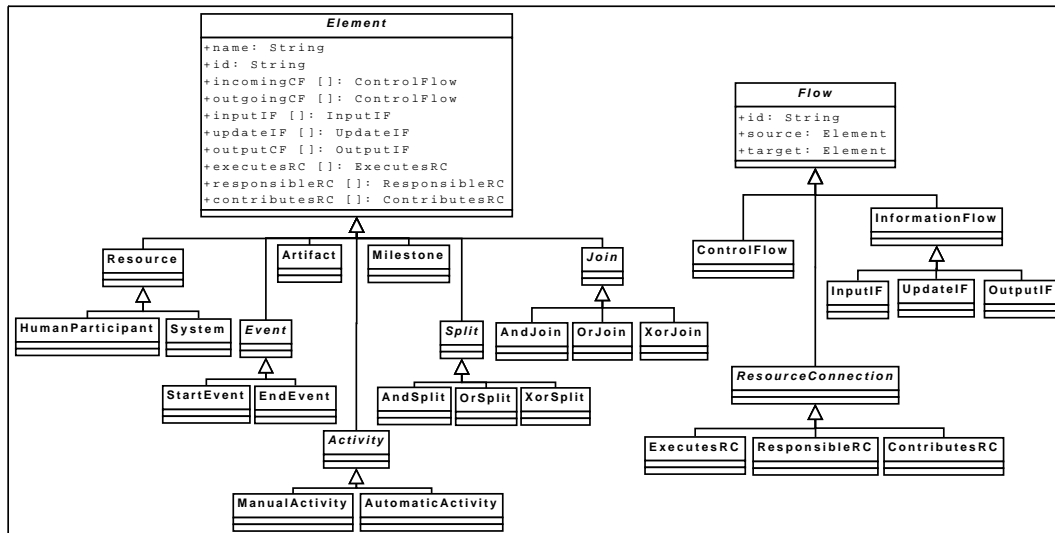 Element
+name: String
+id: String
+incomingCF []: ControlFlow
+outgoingCF []: ControlFlow
+inputIF []: InputIF
+updateIF []: UpdateIF
+outputCF []: OutputIF
+executesRC []: ExecutesRC
+responsibleRC []: ResponsibleRC
+contributesRC []: ContributesRC
Flow
+id: String
+source: Element
+target: Element
Resource
Artifact
Milestone
Join
ControlFlow
InformationFlow
HumanParticipant
System
Event
Split
AndJoin
OrJoin
XorJoin
InputIF
UpdateIF
OutputIF
StartEvent
EndEvent
AndSplit
OrSplit
XorSplit
ResourceConnection
Activity
ExecutesRC
ResponsibleRC
ContributesRC
ManualActivity
AutomaticActivity